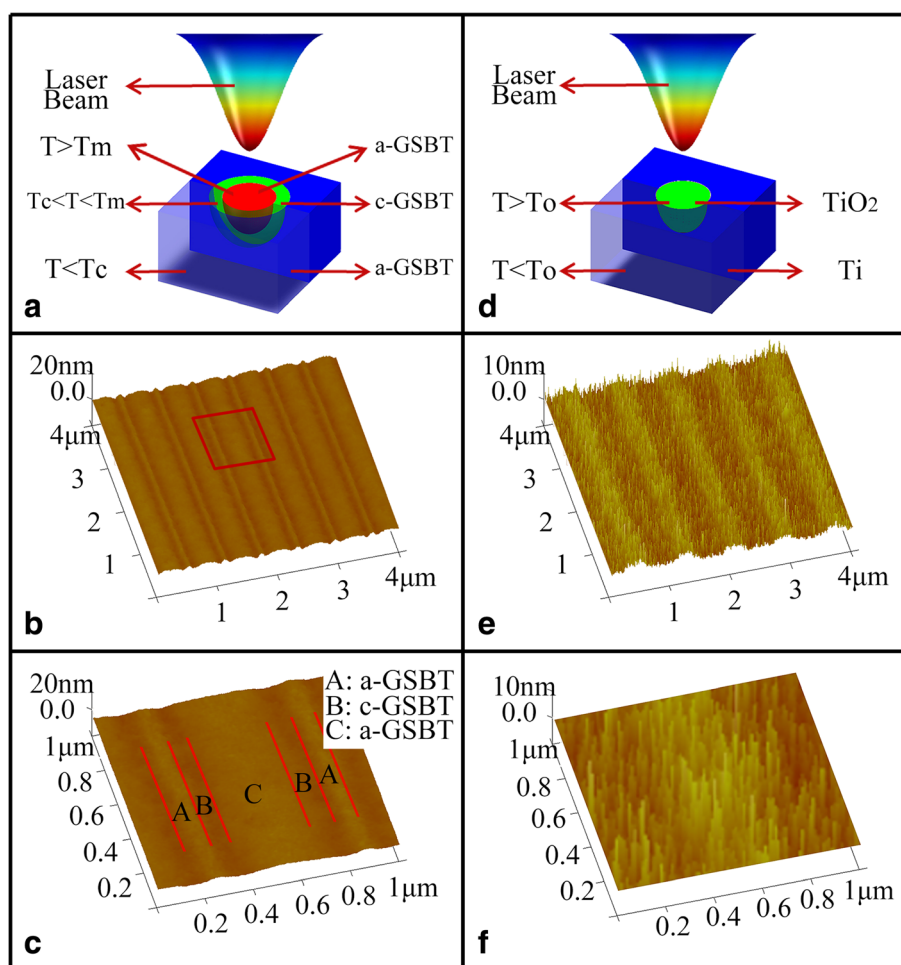 Laser
Beam
T>Tm
a-GSBT
Tc<T<Tm
c-GSBT
T<Tc
a-GSBT
a
Laser
Beam
T>To
TiO2
T<To
Ti
d
20nm
0.0
4μm
3
2
1
1
2
3
4μm
b
10nm
0.0
4μm
3
2
1
1
2
3
4μm
e
20nm
0.0
1μm
0.8
0.6
0.4
0.2
0.2
0.4
0.6
0.8
1μm
A: a-GSBT
B: c-GSBT
C: a-GSBT
A
B
C
B
A
c
10nm
0.0
1μm
0.8
0.6
0.4
0.2
0.2
0.4
0.6
0.8
1μm
f